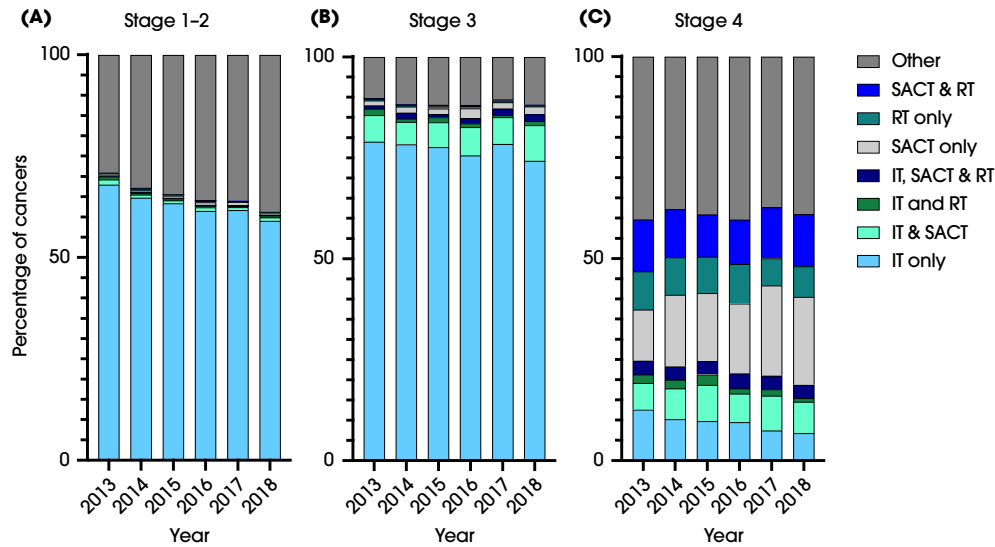 (A) Stage 1–2
(B) Stage 3
(C) Stage 4
Percentage of cancers
100
50
0
2013 2014 2015 2016 2017 2018
Year
100
50
0
2013 2014 2015 2016 2017 2018
Year
100
50
0
2013 2014 2015 2016 2017 2018
Year
Other
SACT & RT
RT only
SACT only
IT, SACT & RT
IT and RT
IT & SACT
IT only